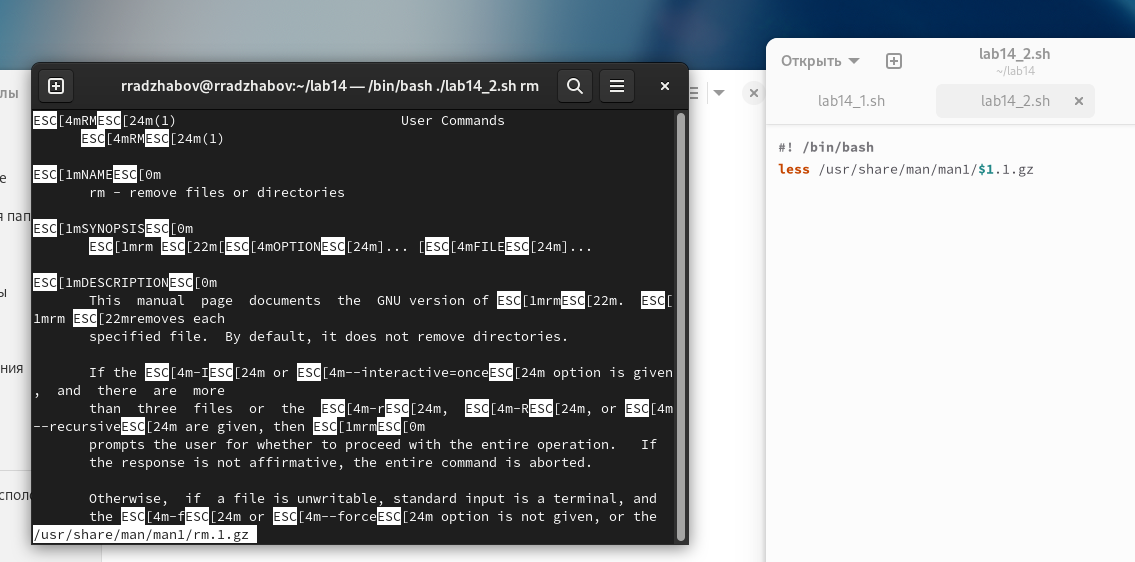 rradzhabov@rradzhabov:~/lab14 — /bin/bash ./lab14_2.sh rm
ESC[4mRMESC[24m(1) User Commands
ESC[4mRMESC[24m(1)
ESC[1mNAMEESC[0m
rm - remove files or directories
ESC[1mSYNOPSISESC[0m
ESC[1mrm ESC[22m[ESC[4mOPTIONESC[24m]... [ESC[4mFILEESC[24m]...
ESC[1mDESCRIPTIONESC[0m
This manual page documents the GNU version of ESC[1mrmESC[22m. ESC[
1mrm ESC[22mremoves each
specified file. By default, it does not remove directories.
If the ESC[4m-IESC[24m or ESC[4m--interactive=onceESC[24m option is given
, and there are more
than three files or the ESC[4m-rESC[24m, ESC[4m-RESC[24m, or ESC[4m
--recursiveESC[24m are given, then ESC[1mrmESC[0m
prompts the user for whether to proceed with the entire operation. If
the response is not affirmative, the entire command is aborted.
Otherwise, if a file is unwritable, standard input is a terminal, and
the ESC[4m-fESC[24m or ESC[4m--forceESC[24m option is not given, or the
/usr/share/man/man1/rm.1.gz
Открыть
lab14_2.sh
~/lab14
lab14_1.sh
lab14_2.sh
#! /bin/bash
less /usr/share/man/man1/$1.1.gz